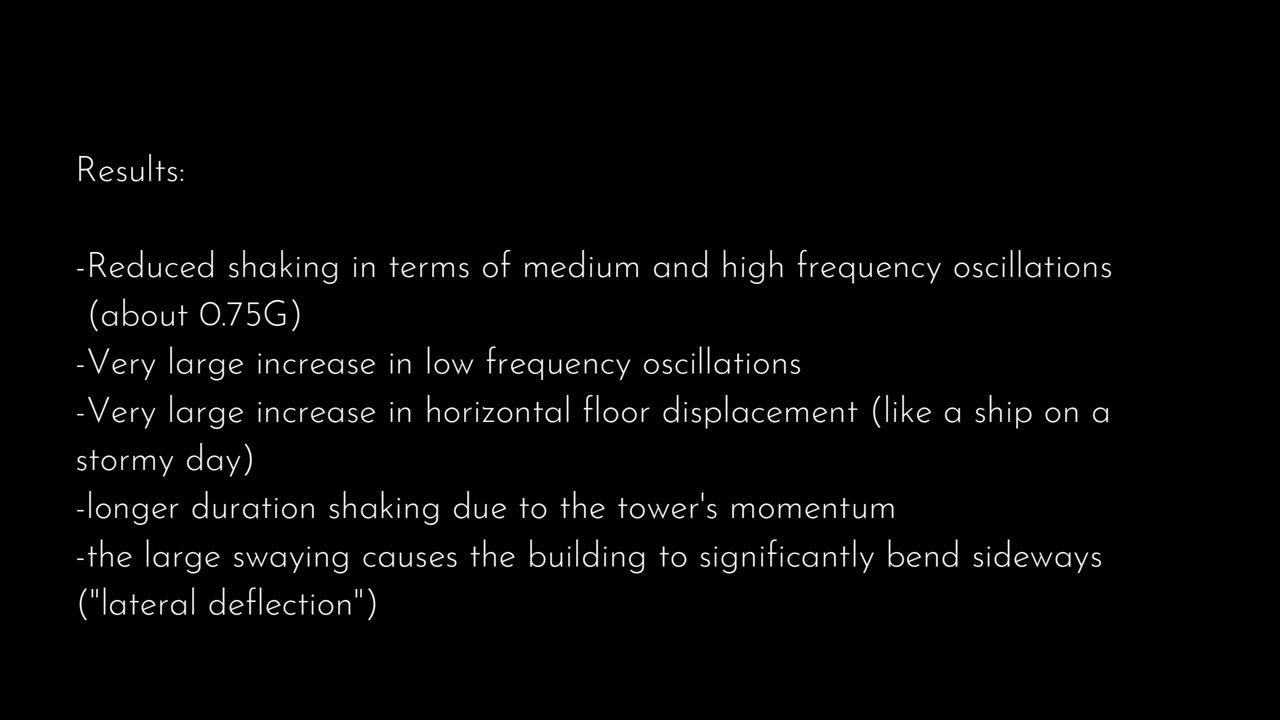 Results:
-Reduced shaking in terms of medium and high frequency oscillations
(about 0.75G)
-Very large increase in low frequency oscillations
-Very large increase in horizontal floor displacement (like a ship on a
stormy day)
-longer duration shaking due to the tower's momentum
-the large swaying causes the building to significantly bend sideways
("lateral deflection")